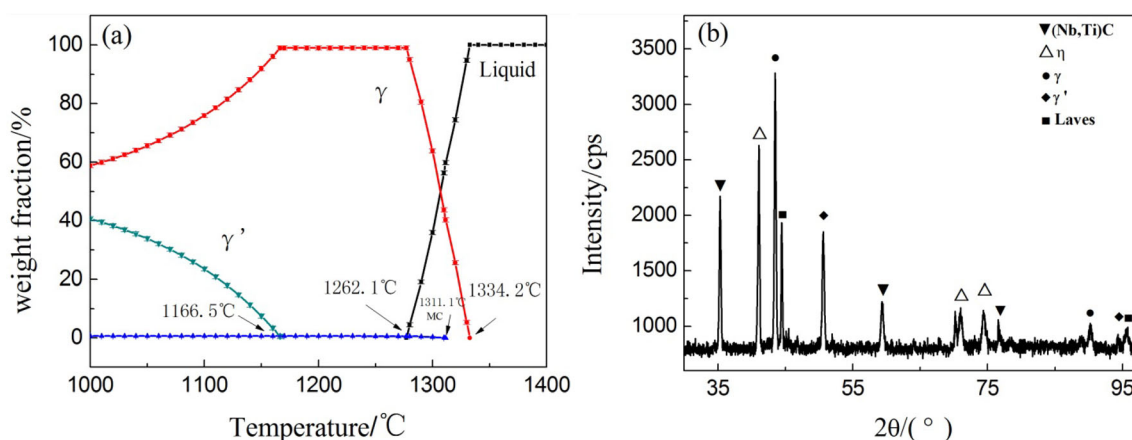 (a)
100
80
60
40
20
0
weight fraction/%
γ
γ'
Liquid
1166.5℃
1262.1℃
1311.1℃
MC
1334.2℃
1000
1100
1200
1300
1400
Temperature/℃
(b)
3500
3000
2500
2000
1500
1000
Intensity/cps
▼(Nb,Ti)C
△ η
● γ
◆ γ '
■ Laves
35
55
75
95
2θ/(°)